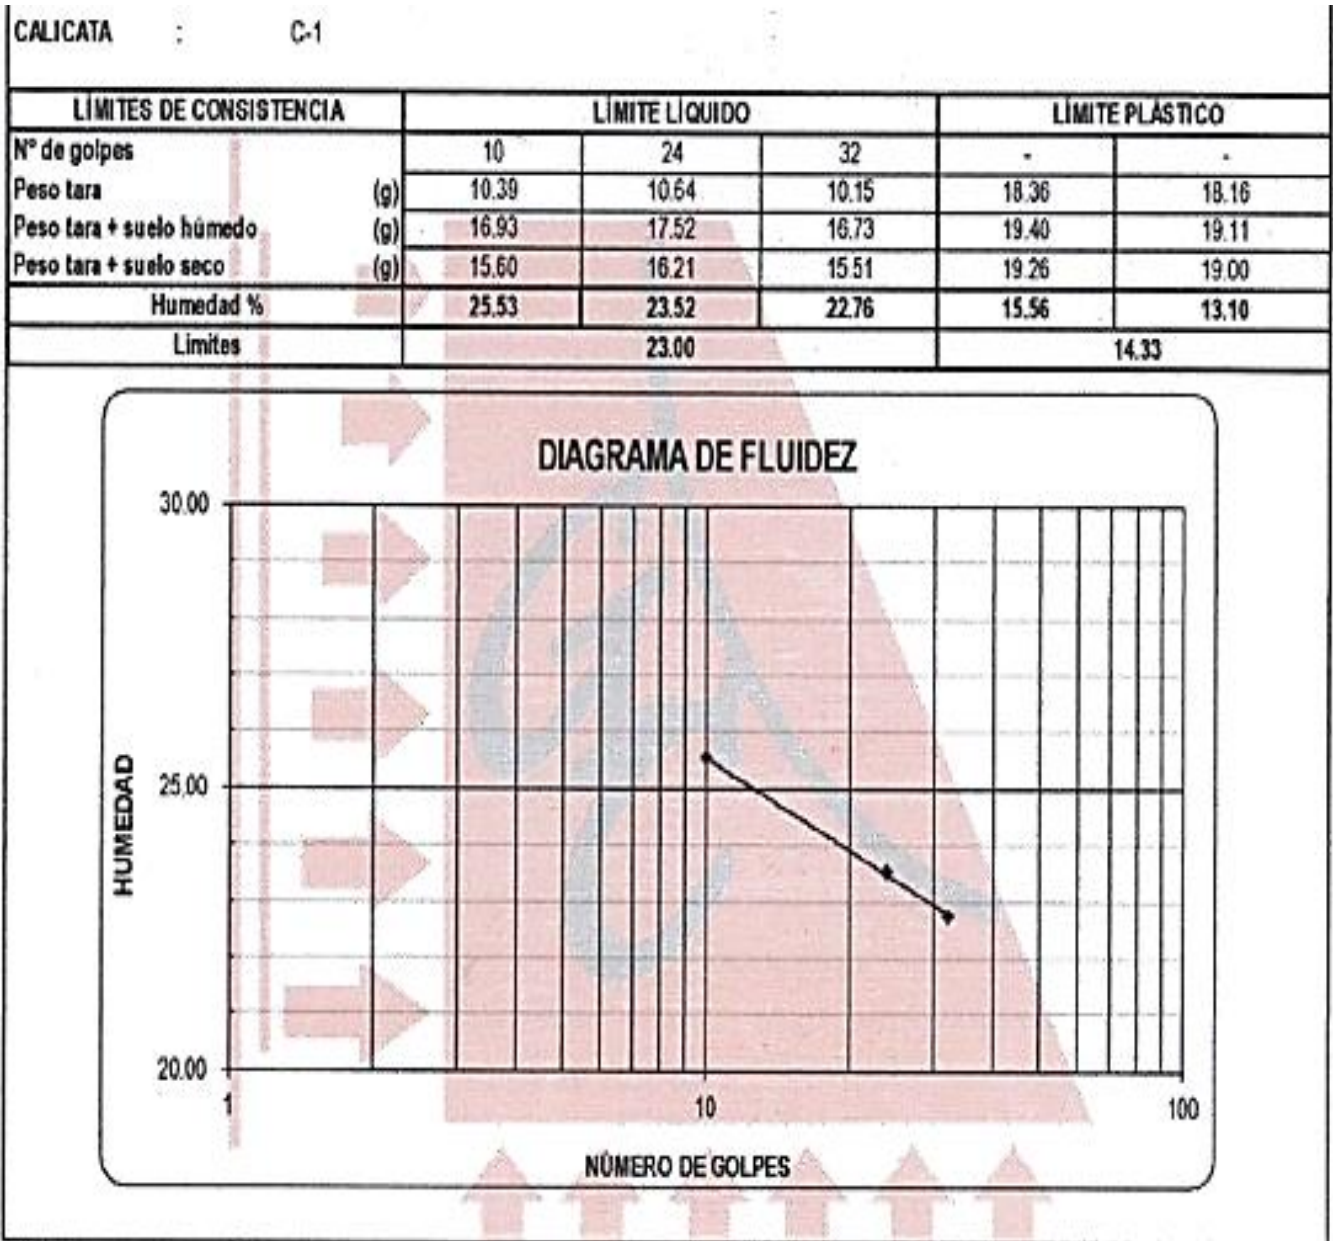 CALICATA : C-1
LÍMITES DE CONSISTENCIA LÍMITE LÍQUIDO LÍMITE PLÁSTICO
Nº de golpes 10 24 32 - -
Peso tara (g) 10.39 10.64 10.15 18.36 18.16
Peso tara + suelo húmedo (g) 16.93 17.52 16.73 19.40 19.11
Peso tara + suelo seco (g) 15.60 16.21 15.51 19.26 19.00
Humedad % 25.53 23.52 22.76 15.56 13.10
Limites 23.00 14.33
DIAGRAMA DE FLUIDEZ
30.00
25.00
20.00
HUMEDAD
1 10 100
NÚMERO DE GOLPES